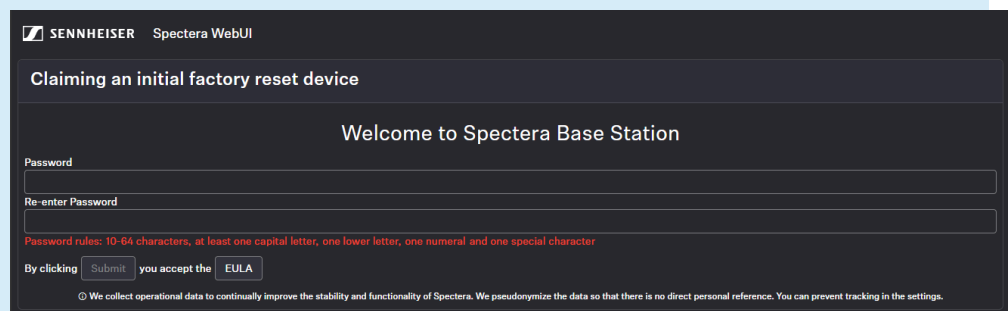 SENNHEISER Spectera WebUI
Claiming an initial factory reset device
Welcome to Spectera Base Station
Password
Re-enter Password
Password rules: 10-64 characters, at least one capital letter, one lower letter, one numeral and one special character
By clicking Submit you accept the EULA
We collect operational data to continually improve the stability and functionality of Spectera. We pseudonymize the data so that there is no direct personal reference. You can prevent tracking in the settings.